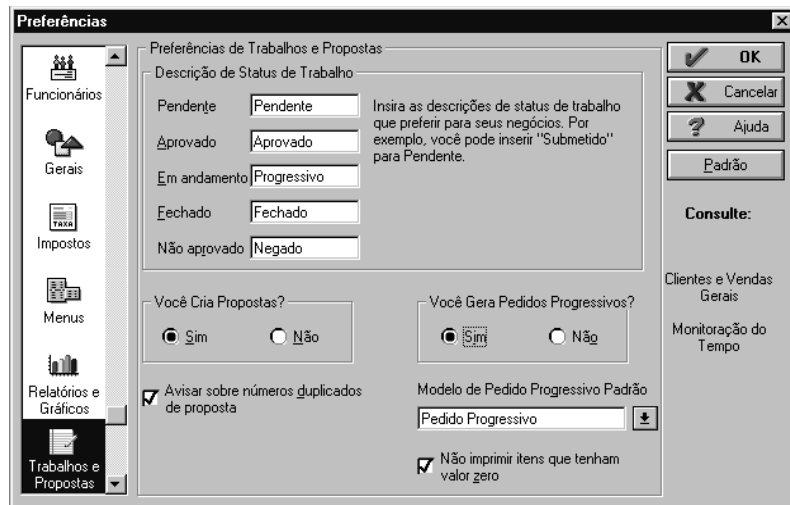 Preferências
Funcionários
Gerais
TAXA
Impostos
Menus
Relatórios e
Gráficos
Trabalhos e
Propostas
Preferências de Trabalhos e Propostas
Descrição de Status de Trabalho
Pendente Pendente
Aprovado Aprovado
Em andamento Progressivo
Fechado Fechado
Não aprovado Negado
Insira as descrições de status de trabalho
que preferir para seus negócios. Por
exemplo, você pode inserir "Submetido"
para Pendente.
Você Cria Propostas?
Sim Não
Você Gera Pedidos Progressivos?
Sim Não
Avisar sobre números duplicados
de proposta
Modelo de Pedido Progressivo Padrão
Pedido Progressivo
Não imprimir itens que tenham
valor zero
OK
Cancelar
Ajuda
Padrão
Consulte:
Clientes e Vendas
Gerais
Monitoração do
Tempo